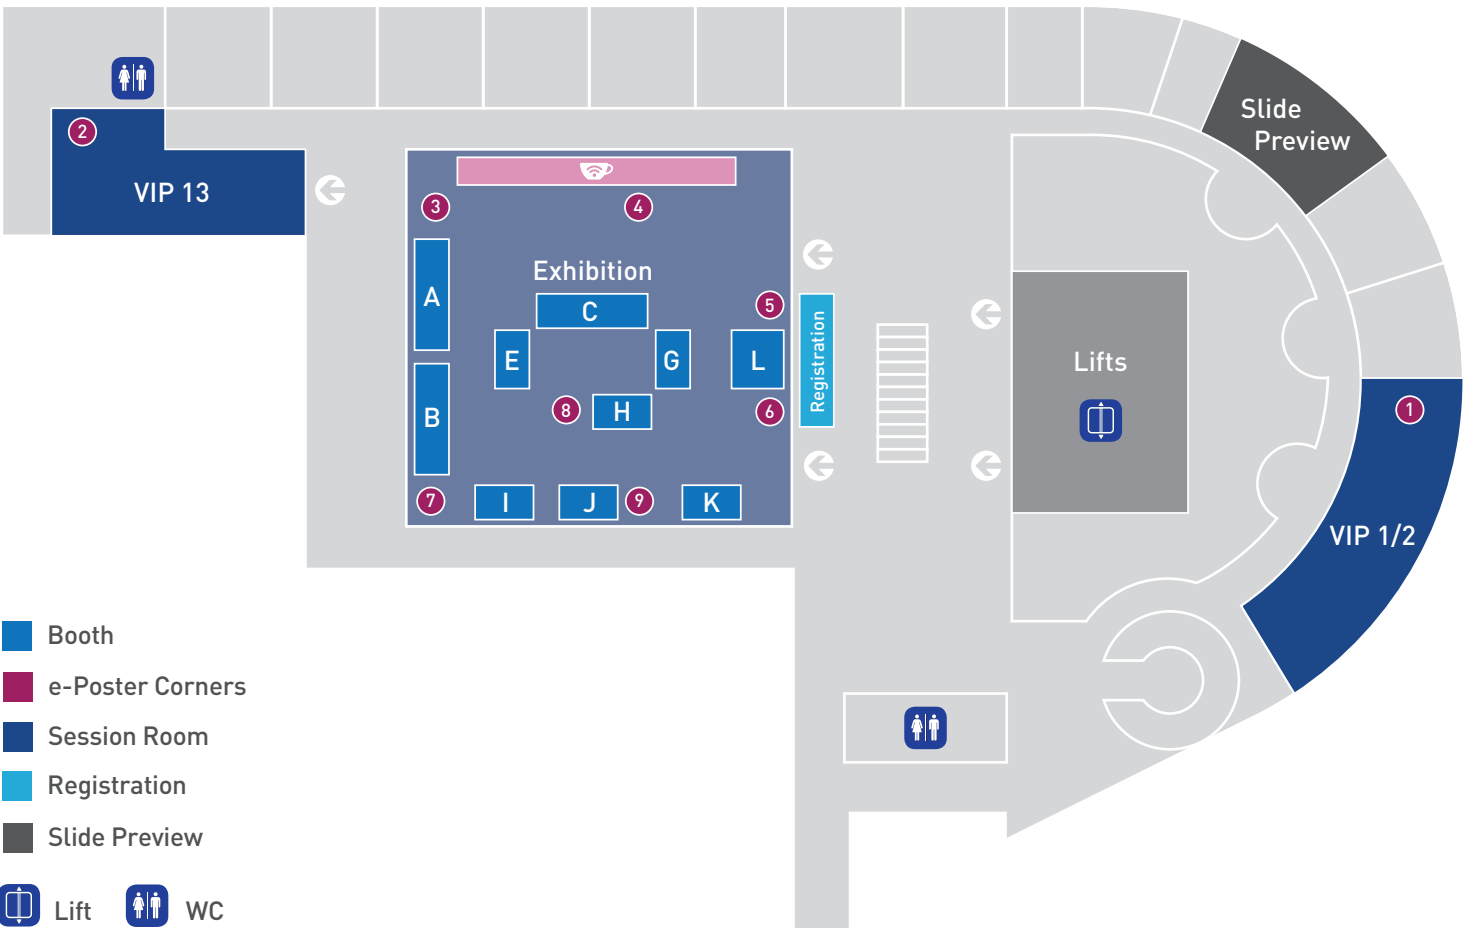 Slide
Preview
2
VIP 13
3
4
Exhibition
A
C
5
Registration
E
G
L
Lifts
B
8
H
6
1
7
I
J
9
K
VIP 1/2
Booth
e-Poster Corners
Session Room
Registration
Slide Preview
Lift
WC